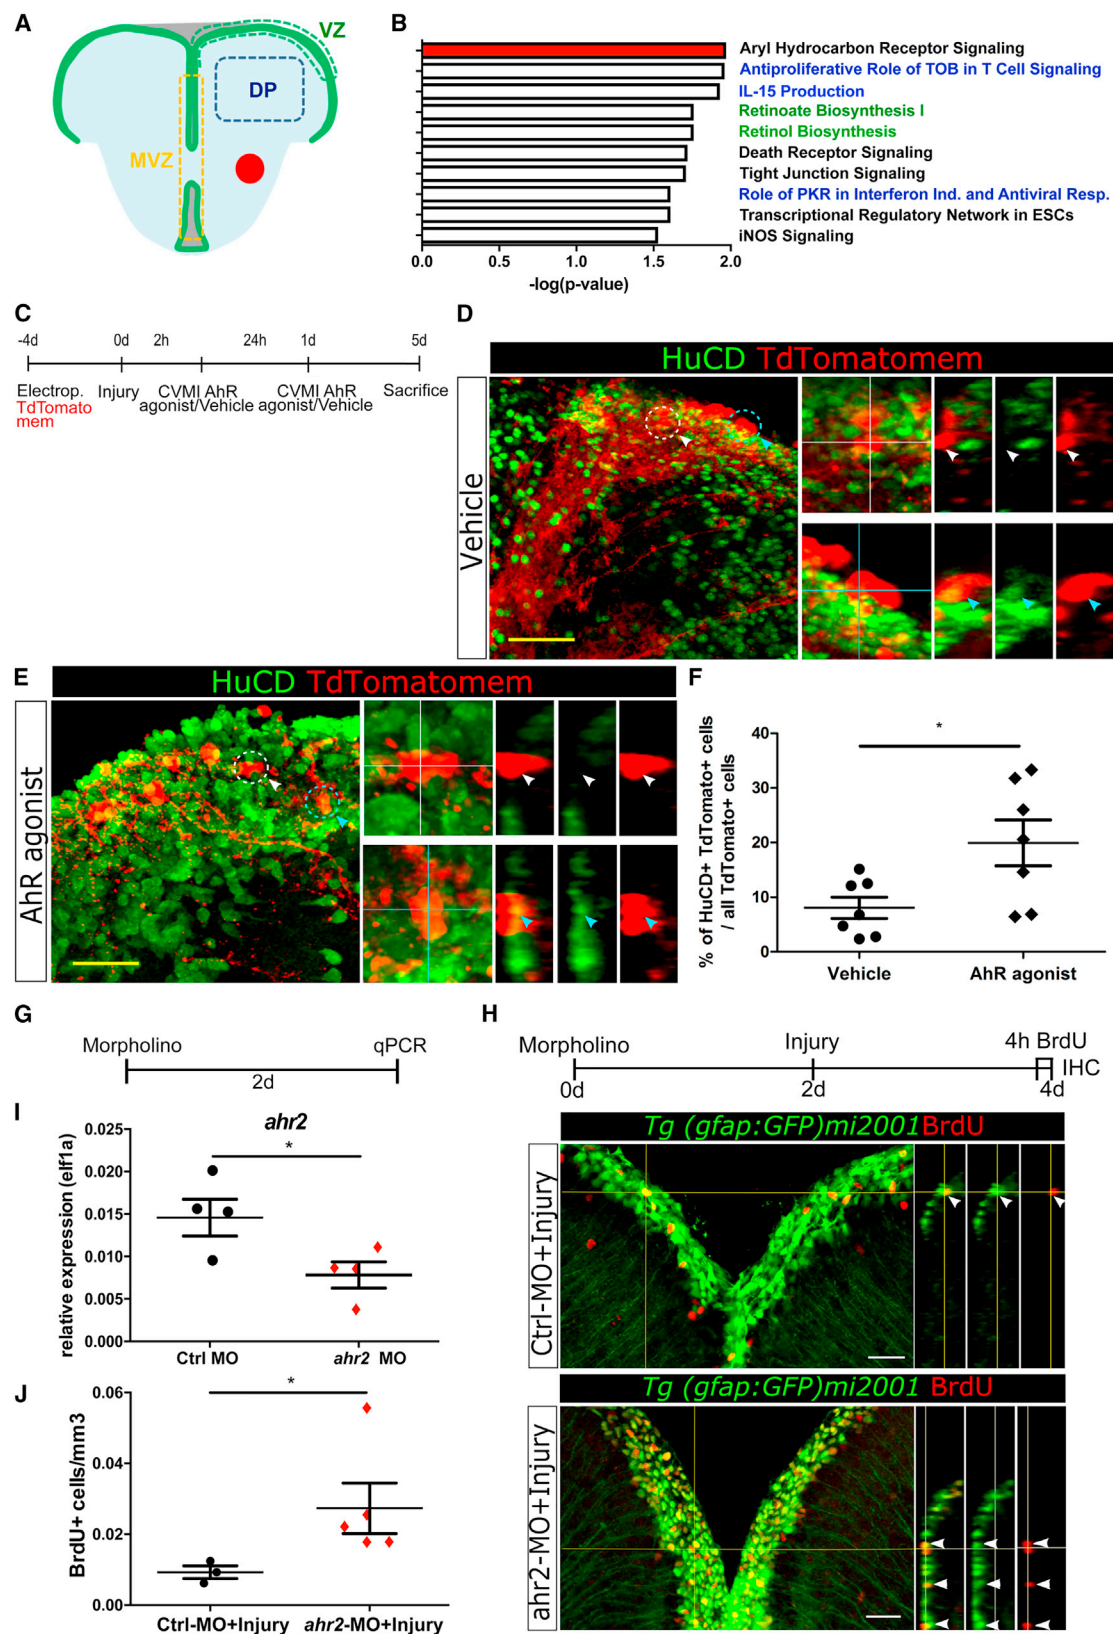 A
VZ
DP
MVZ
B
Aryl Hydrocarbon Receptor Signaling
Antiproliferative Role of TOB in T Cell Signaling
IL-15 Production
Retinoate Biosynthesis I
Retinol Biosynthesis
Death Receptor Signaling
Tight Junction Signaling
Role of PKR in Interferon Ind. and Antiviral Resp.
Transcriptional Regulatory Network in ESCs
iNOS Signaling
0.0 0.5 1.0 1.5 2.0
-log(p-value)
C
-4d 0d 2h 24h 1d 5d
Electrop. Injury CVMI AhR CVMI AhR Sacrifice
TdTomato agonist/Vehicle agonist/Vehicle
mem
D
HuCD TdTomatomem
Vehicle
E
HuCD TdTomatomem
AhR agonist
F
% of HuCD+ TdTomato+ cells
/ all TdTomato+ cells
40
30
20
10
0
*
Vehicle AhR agonist
G
Morpholino qPCR
2d
H
Morpholino Injury 4h BrdU
IHC
0d 2d 4d
Tg (gfap:GFP)mi2001BrdU
Ctrl-MO+Injury
Tg (gfap:GFP)mi2001 BrdU
ahr2-MO+Injury
I
ahr2
*
relative expression (elf1a)
0.025
0.020
0.015
0.010
0.005
0.000
Ctrl MO ahr2 MO
J
*
BrdU+ cells/mm3
0.06
0.04
0.02
0.00
Ctrl-MO+Injury ahr2-MO+Injury